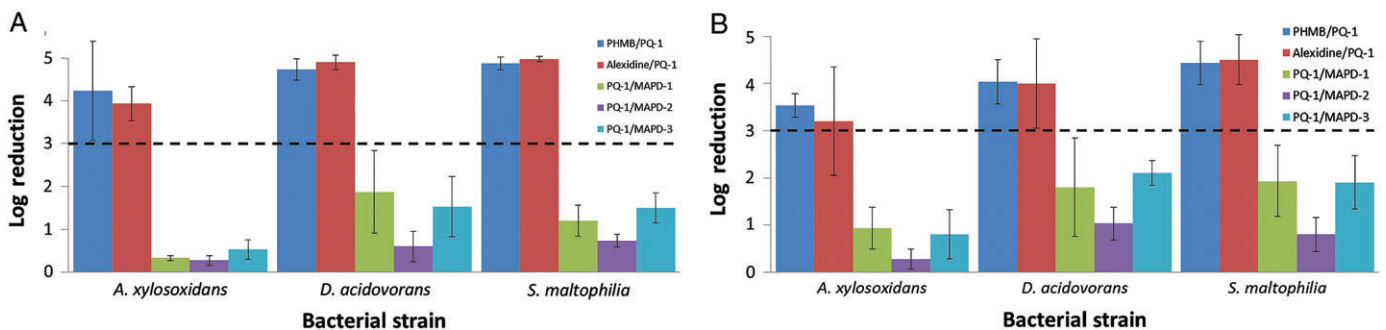 A
Log reduction
5
4
3
2
1
0
PHMB/PQ-1
Alexidine/PQ-1
PQ-1/MAPD-1
PQ-1/MAPD-2
PQ-1/MAPD-3
A. xylosoxidans D. acidovorans S. maltophilia
Bacterial strain
B
Log reduction
5
4
3
2
1
0
PHMB/PQ-1
Alexidine/PQ-1
PQ-1/MAPD-1
PQ-1/MAPD-2
PQ-1/MAPD-3
A. xylosoxidans D. acidovorans S. maltophilia
Bacterial strain